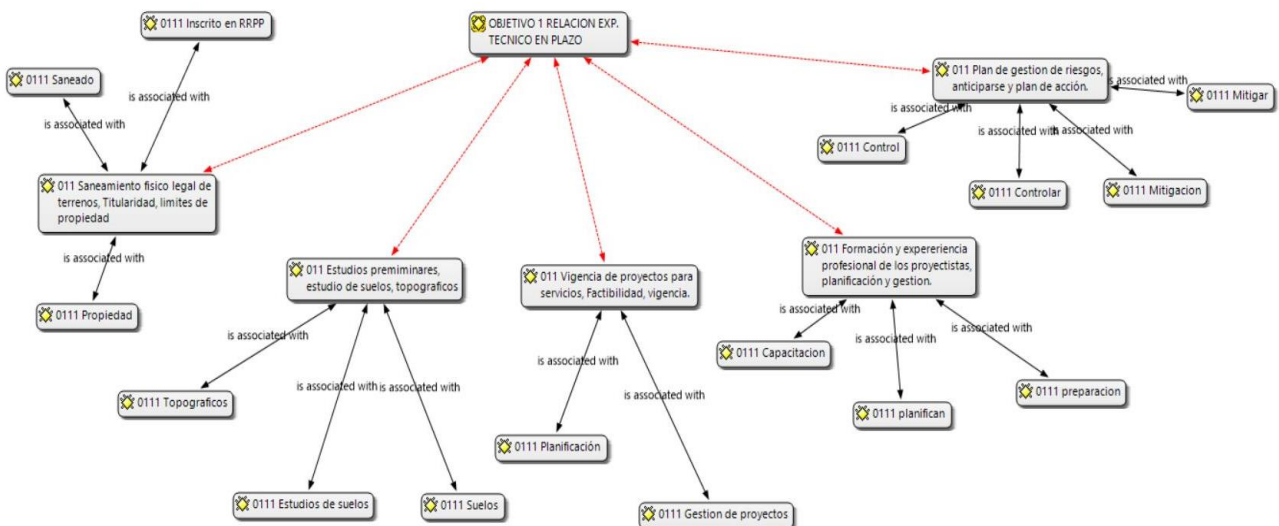 0111 Inscrito en RRPP
OBJETIVO 1 RELACION EXP.
TECNICO EN PLAZO
0111 Saneado
is associated with
is associated with
011 Plan de gestion de riesgos,
anticiparse y plan de acción.
is associated with
0111 Mitigar
is associated with
is associated with
is associated with
0111 Control
0111 Controlar
0111 Mitigacion
011 Saneamiento fisico legal de
terrenos, Titularidad, limites de
propiedad
is associated with
0111 Propiedad
011 Estudios premiminares,
estudio de suelos, topograficos
011 Vigencia de proyectos para
servicios, Factibilidad, vigencia.
011 Formación y expereriencia
profesional de los proyectistas,
planificación y gestion.
is associated with
is associated with
is associated with
0111 Capacitacion
0111 planifican
0111 preparacion
is associated with
is associated with
is associated with
0111 Topograficos
0111 Estudios de suelos
0111 Suelos
is associated with
is associated with
0111 Planificación
0111 Gestion de proyectos